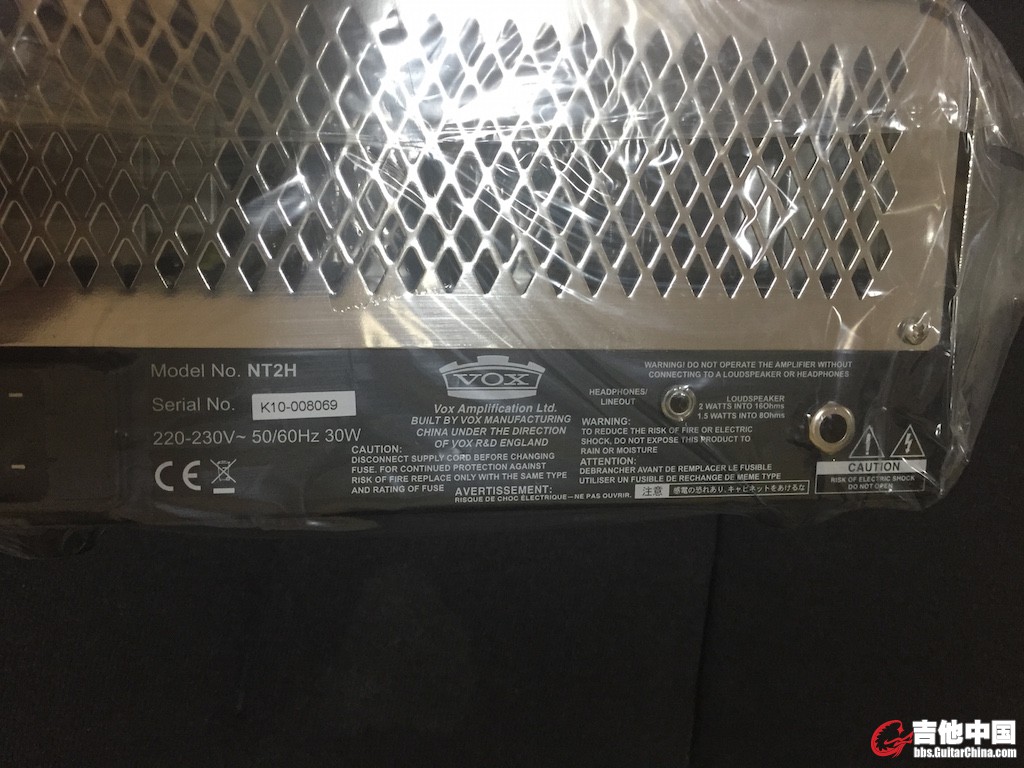 Model No. NT2H
Serial No. K10-008069
220-230V~ 50/60Hz 30W
CE
VOX
Vox Amplification Ltd.
BUILT BY VOX MANUFACTURING
CHINA UNDER THE DIRECTION
OF VOX R&D ENGLAND
CAUTION:
DISCONNECT SUPPLY CORD BEFORE CHANGING
FUSE. FOR CONTINUED PROTECTION AGAINST
RISK OF FIRE REPLACE ONLY WITH THE SAME TYPE
AND RATING OF FUSE
AVERTISSEMENT:
RISQUE DE CHOC ÉLECTRIQUE—NE PAS OUVRIR.
WARNING! DO NOT OPERATE THE AMPLIFIER WITHOUT
CONNECTING TO A LOUDSPEAKER OR HEADPHONES
HEADPHONES/
LINEOUT
LOUDSPEAKER
2 WATTS INTO 16Ohms
1.5 WATTS INTO 8Ohms
WARNING:
TO REDUCE THE RISK OF FIRE OR ELECTRIC
SHOCK, DO NOT EXPOSE THIS PRODUCT TO
RAIN OR MOISTURE
ATTENTION:
DEBRANCHER AVANT DE REMPLACER LE FUSIBLE
UTILISER UN FUSIBLE DE RECHANGE DE MEME TYPE
注意 感電の恐れあり、キャビネットをあけるな
CAUTION
RISK OF ELECTRIC SHOCK
DO NOT OPEN
吉他中国
bbs.GuitarChina.com